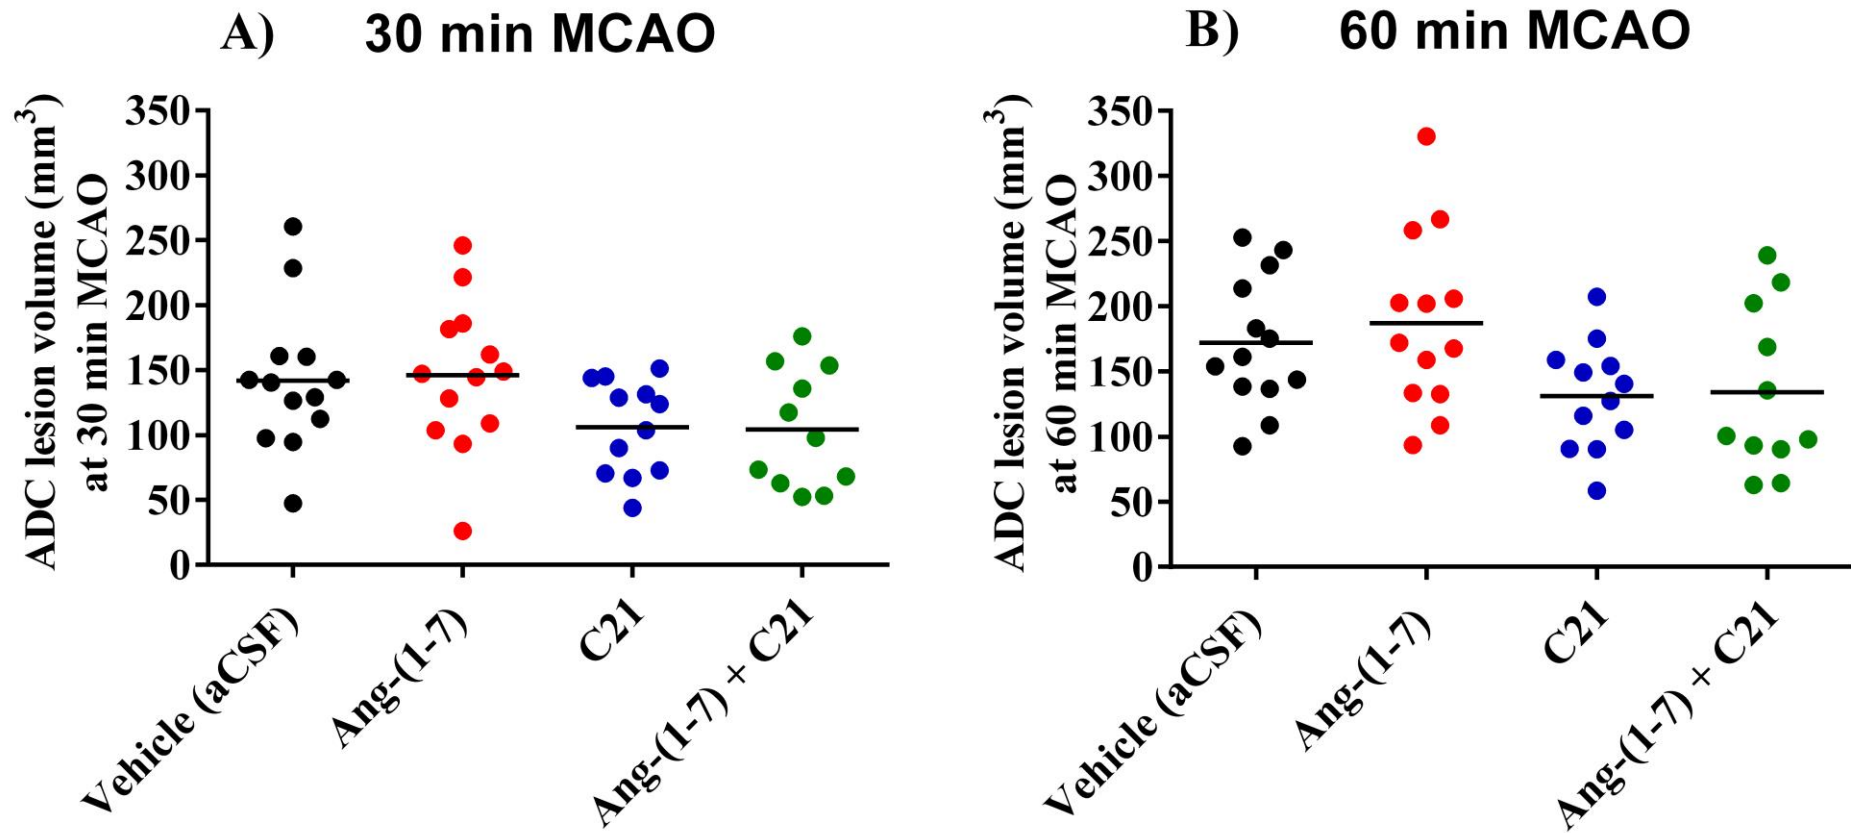 A) 30 min MCAO
ADC lesion volume (mm³)
at 30 min MCAO
350
300
250
200
150
100
50
0
Vehicle (aCSF)
Ang-(1-7)
C21
Ang-(1-7) + C21
B) 60 min MCAO
ADC lesion volume (mm³)
at 60 min MCAO
350
300
250
200
150
100
50
0
Vehicle (aCSF)
Ang-(1-7)
C21
Ang-(1-7) + C21